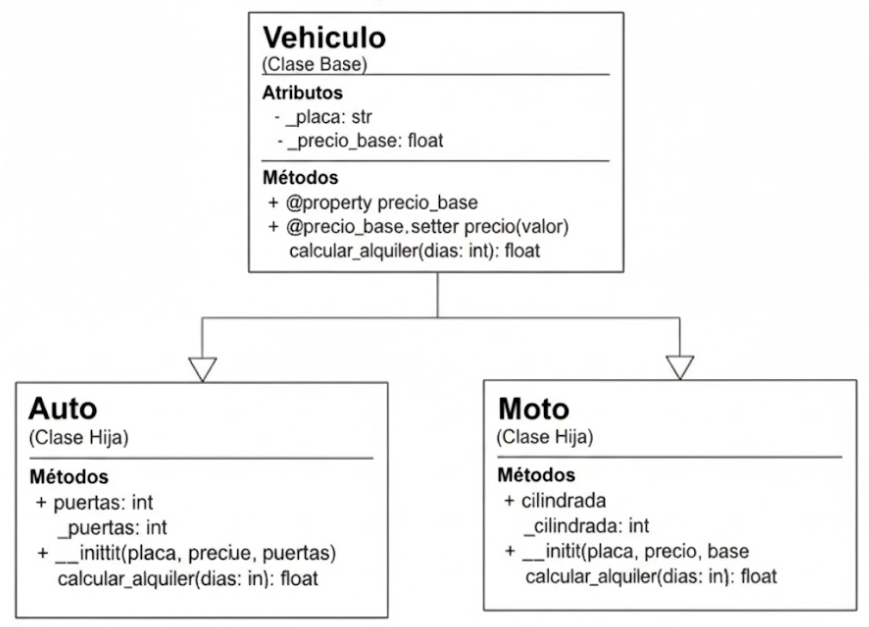 Vehiculo
(Clase Base)
Atributos
- _placa: str
- _precio_base: float
Métodos
+ @property precio_base
+ @precio_base.setter precio(valor)
calcular_alquiler(dias: int): float
Auto
(Clase Hija)
Métodos
+ puertas: int
_puertas: int
+ __inittit(placa, preciue, puertas)
calcular_alquiler(dias: in): float
Moto
(Clase Hija)
Métodos
+ cilindrada
_cilindrada: int
+ __initit(placa, precio, base
calcular_alquiler(dias: in): float